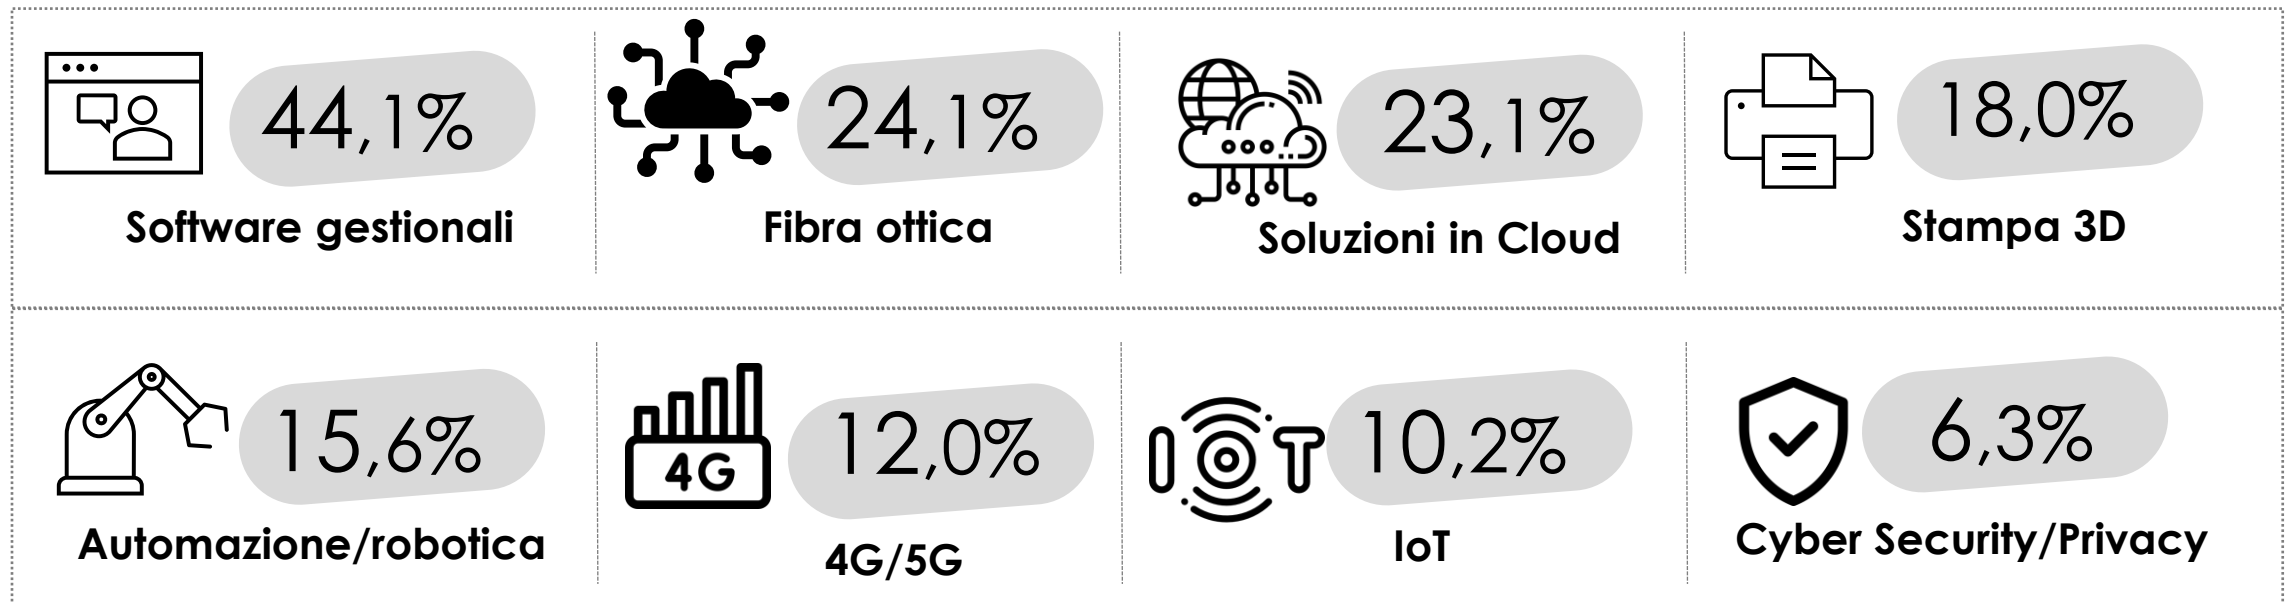 44,1%
Software gestionali
24,1%
Fibra ottica
23,1%
Soluzioni in Cloud
18,0%
Stampa 3D
15,6%
Automazione/robotica
4G
12,0%
4G/5G
IOT
10,2%
IoT
6,3%
Cyber Security/Privacy